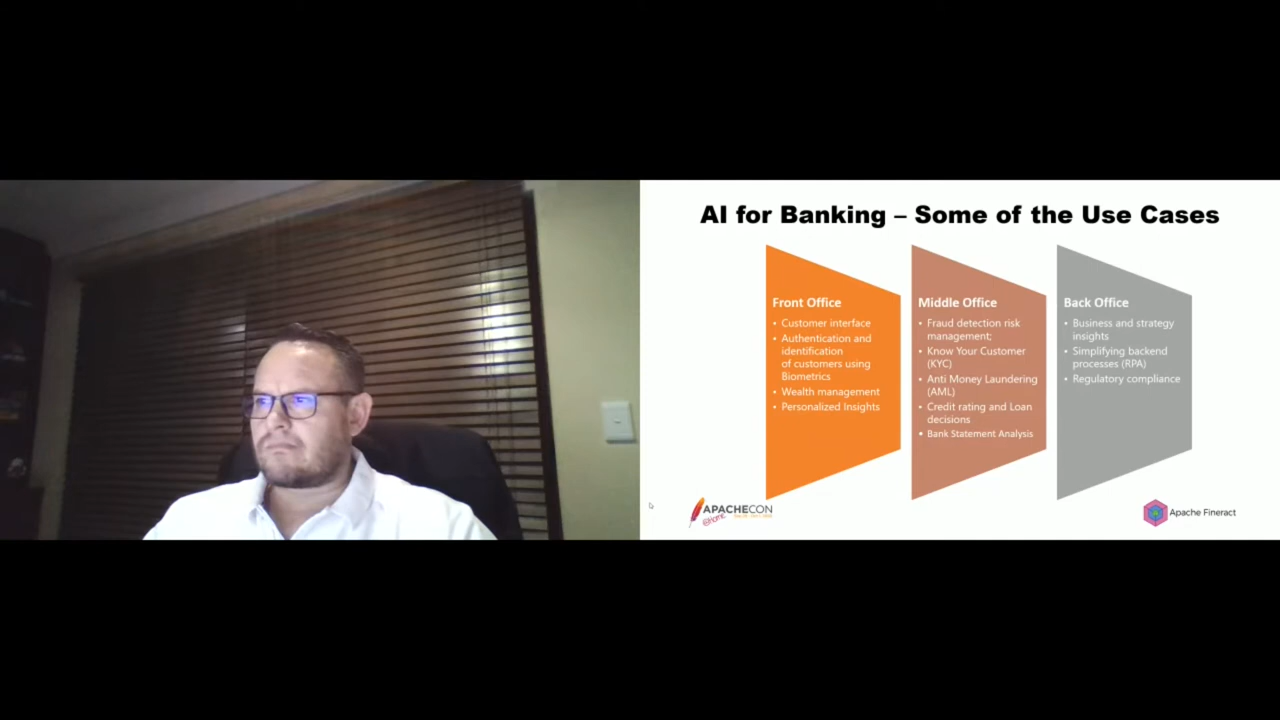 AI for Banking – Some of the Use Cases
Front Office
• Customer interface
• Authentication and
identification
of customers using
Biometrics
• Wealth management
• Personalized Insights
Middle Office
• Fraud detection risk
management;
• Know Your Customer
(KYC)
• Anti Money Laundering
(AML)
• Credit rating and Loan
decisions
• Bank Statement Analysis
Back Office
• Business and strategy
insights
• Simplifying backend
processes (RPA)
• Regulatory compliance
APACHECON
@Home
Apache Fineract